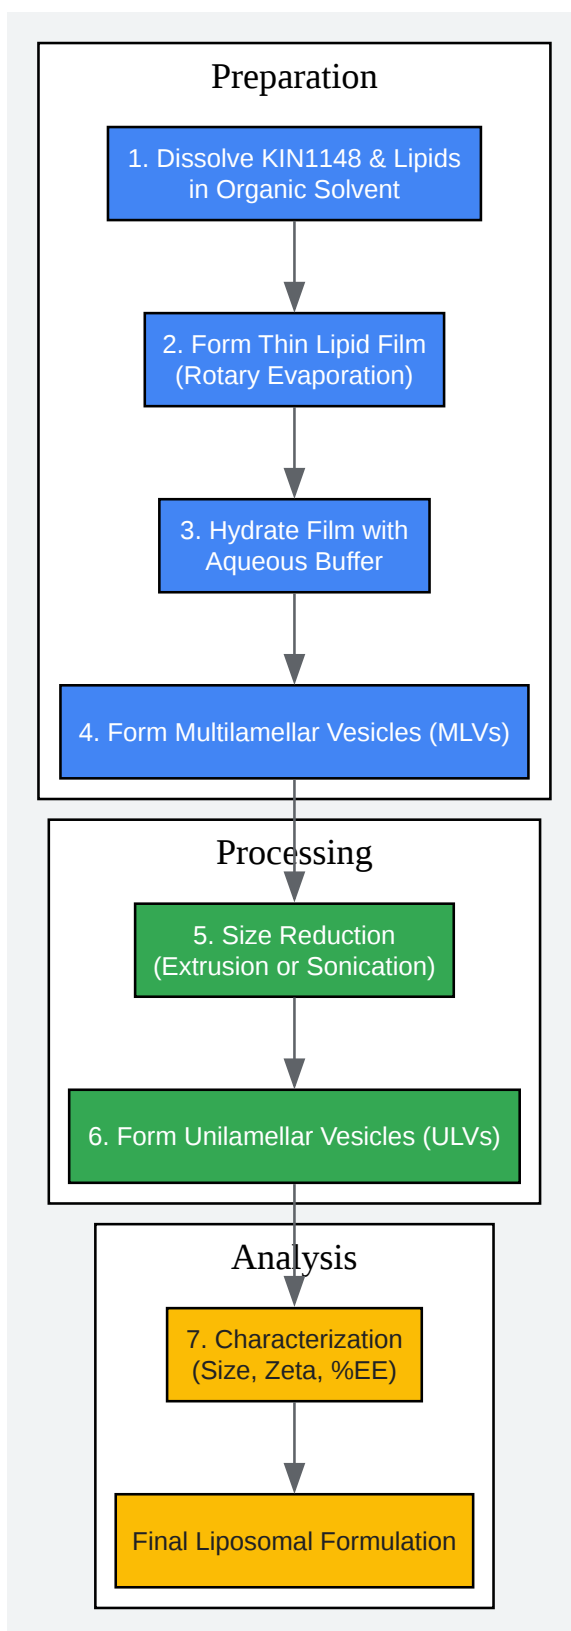 Preparation
1. Dissolve KIN1148 & Lipids
in Organic Solvent
2. Form Thin Lipid Film
(Rotary Evaporation)
3. Hydrate Film with
Aqueous Buffer
4. Form Multilamellar Vesicles (MLVs)
Processing
5. Size Reduction
(Extrusion or Sonication)
6. Form Unilamellar Vesicles (ULVs)
Analysis
7. Characterization
(Size, Zeta, %EE)
Final Liposomal Formulation